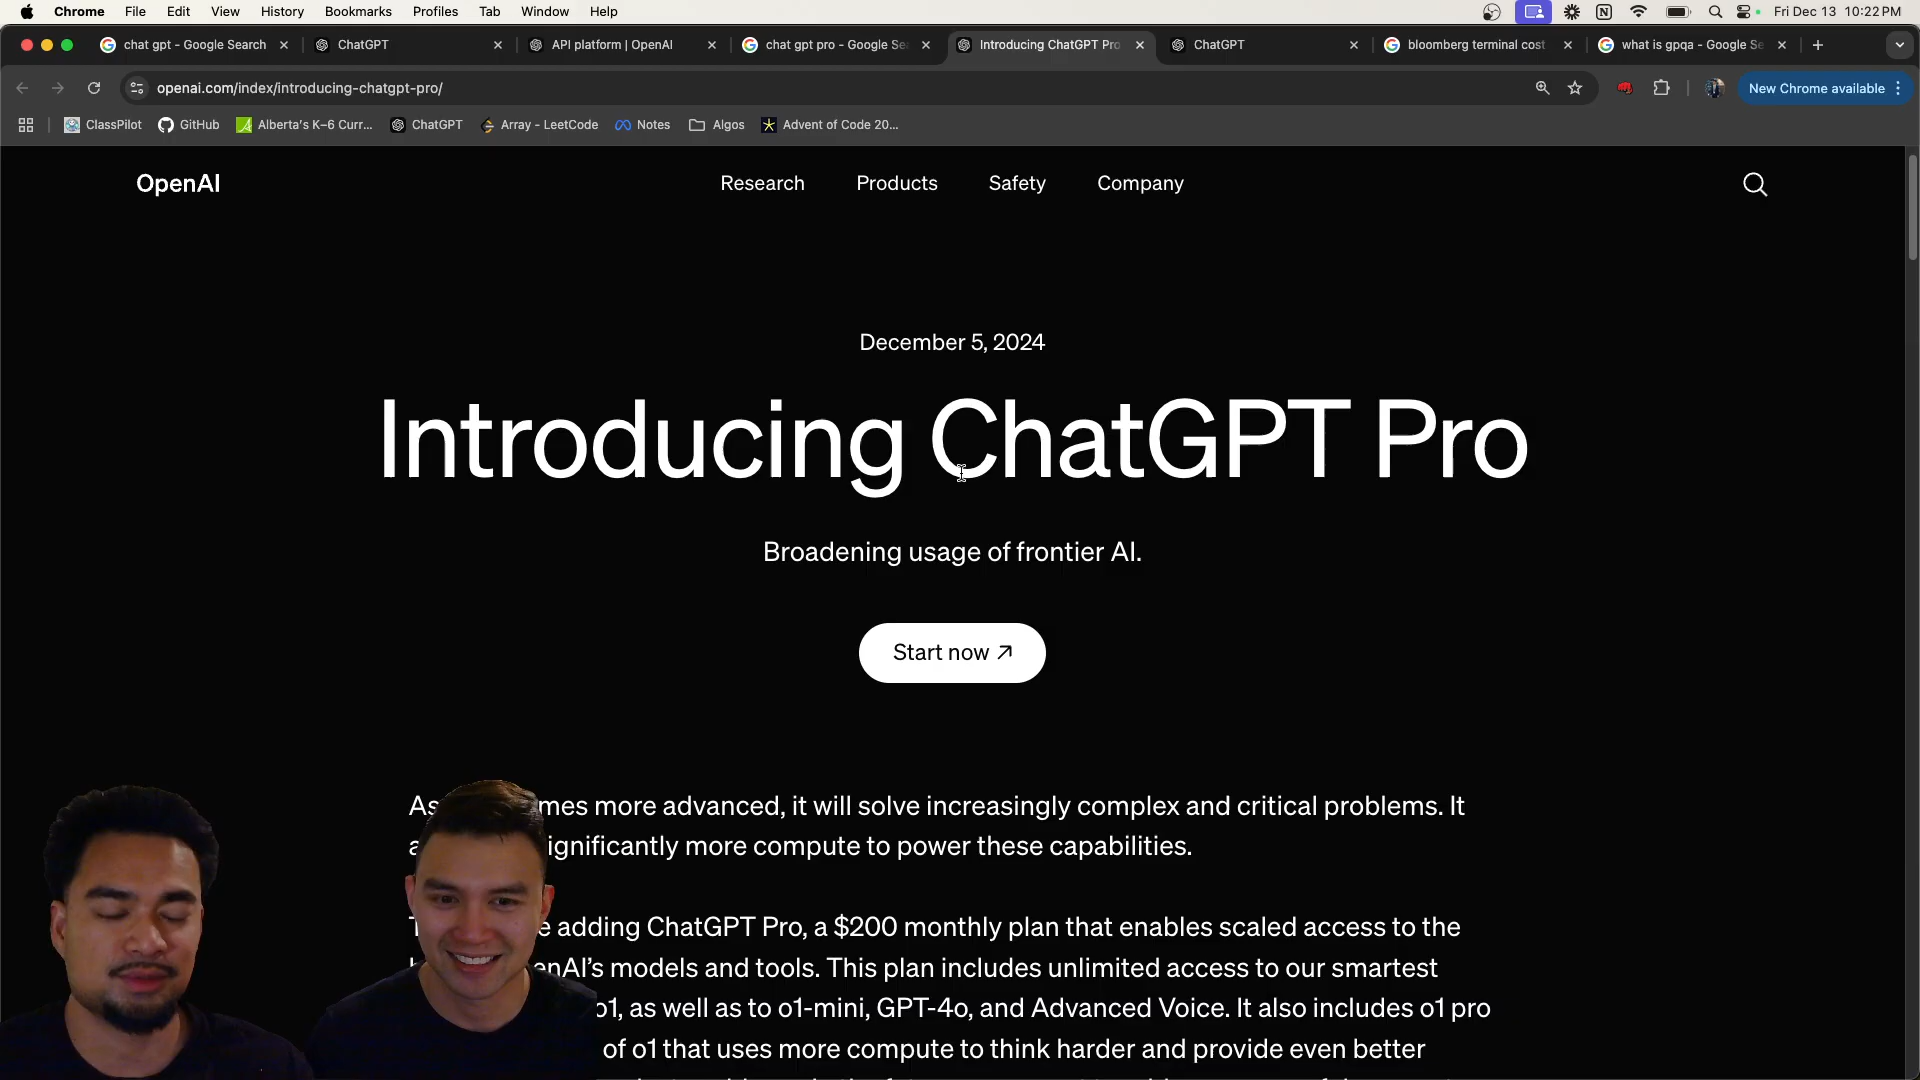 Chrome File Edit View History Bookmarks Profiles Tab Window Help Fri Dec 13 10:22 PM
chat gpt - Google Search ChatGPT API platform | OpenAI chat gpt pro - Google Se Introducing ChatGPT Pro ChatGPT bloomberg terminal cost what is gpqa - Google Se
openai.com/index/introducing-chatgpt-pro/ New Chrome available
ClassPilot GitHub Alberta's K–6 Curr... ChatGPT Array - LeetCode Notes Algos Advent of Code 20...
OpenAI Research Products Safety Company
December 5, 2024
Introducing ChatGPT Pro
Broadening usage of frontier AI.
Start now ↗
As mes more advanced, it will solve increasingly complex and critical problems. It
ignificantly more compute to power these capabilities.
e adding ChatGPT Pro, a $200 monthly plan that enables scaled access to the
enAI's models and tools. This plan includes unlimited access to our smartest
o1, as well as to o1-mini, GPT-4o, and Advanced Voice. It also includes o1 pro
of o1 that uses more compute to think harder and provide even better